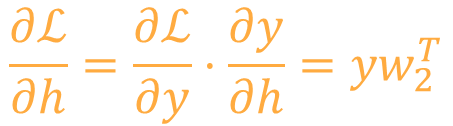 ∂ℒ/∂h = ∂ℒ/∂y · ∂y/∂h = yw₂ᵀ